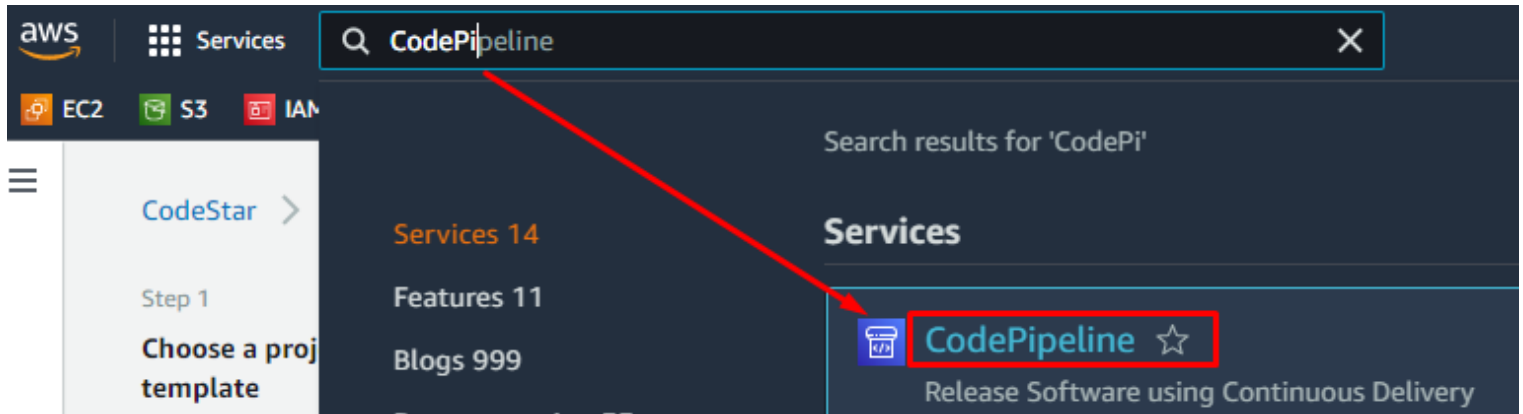 aws
Services
CodePipeline
EC2
S3
IAM
Search results for 'CodePi'
CodeStar
Services 14
Services
Features 11
Step 1
CodePipeline
Choose a proj
template
Blogs 999
Release Software using Continuous Delivery